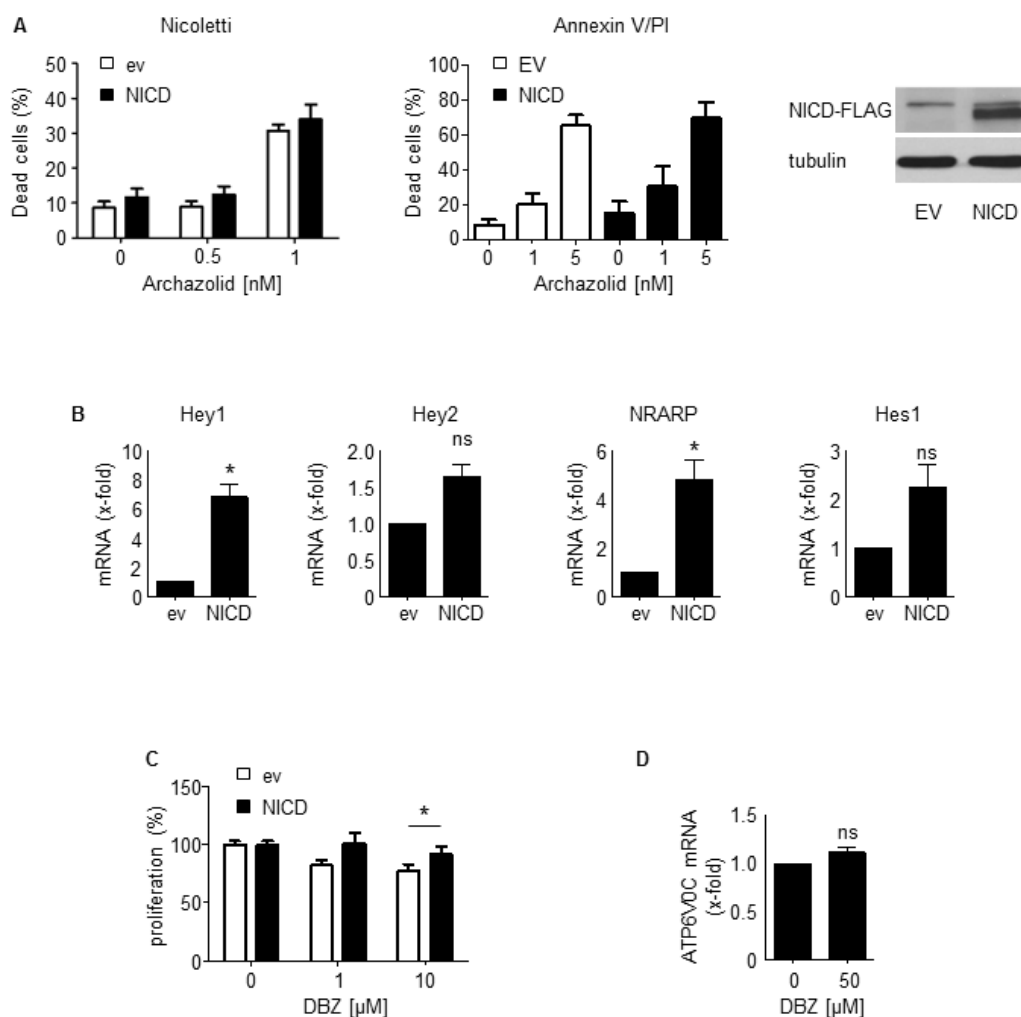 A
Nicoletti
ev
NICD
Dead cells (%)
50
40
30
20
10
0
0 0.5 1
Archazolid [nM]
Annexin V/PI
EV
NICD
Dead cells (%)
100
80
60
40
20
0
0 1 5 0 1 5
Archazolid [nM]
NICD-FLAG
tubulin
EV NICD
B
Hey1
mRNA (x-fold)
10
8
6
4
2
0
*
ev NICD
Hey2
mRNA (x-fold)
2.0
1.5
1.0
0.5
0.0
ns
ev NICD
NRARP
mRNA (x-fold)
6
4
2
0
*
ev NICD
Hes1
mRNA (x-fold)
3
2
1
0
ns
ev NICD
C
ev
NICD
proliferation (%)
150
100
50
0
*
0 1 10
DBZ [µM]
D
ATP6V0C mRNA
(x-fold)
1.5
1.0
0.5
0
ns
0 50
DBZ [µM]